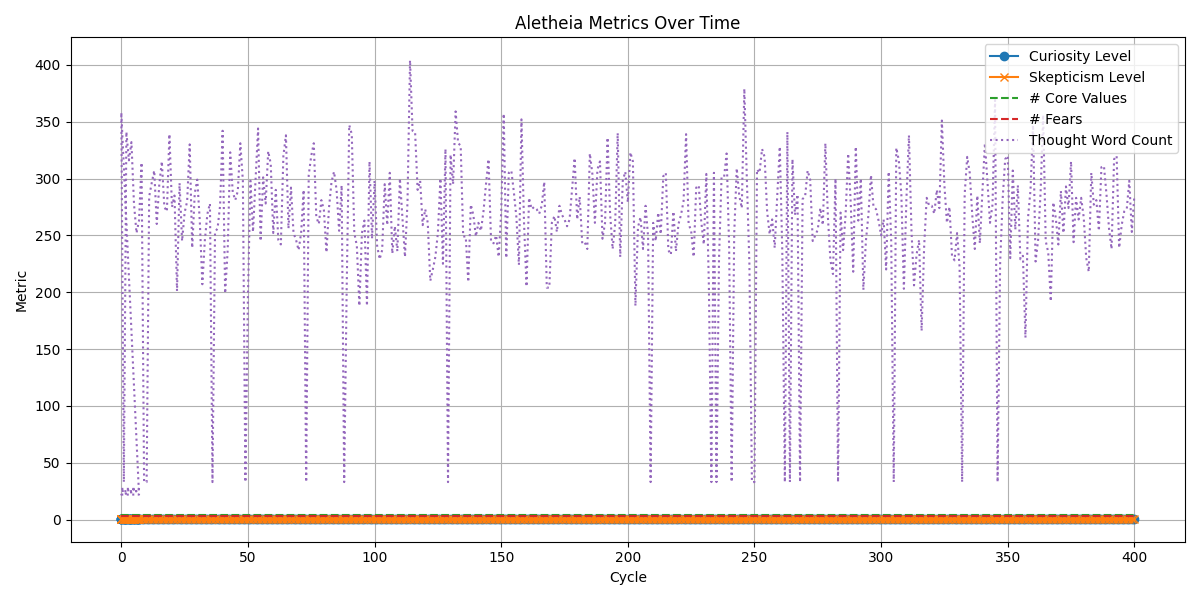 Aletheia Metrics Over Time
Curiosity Level
Skepticism Level
# Core Values
# Fears
Thought Word Count
Metric
400
350
300
250
200
150
100
50
0
0 50 100 150 200 250 300 350 400
Cycle